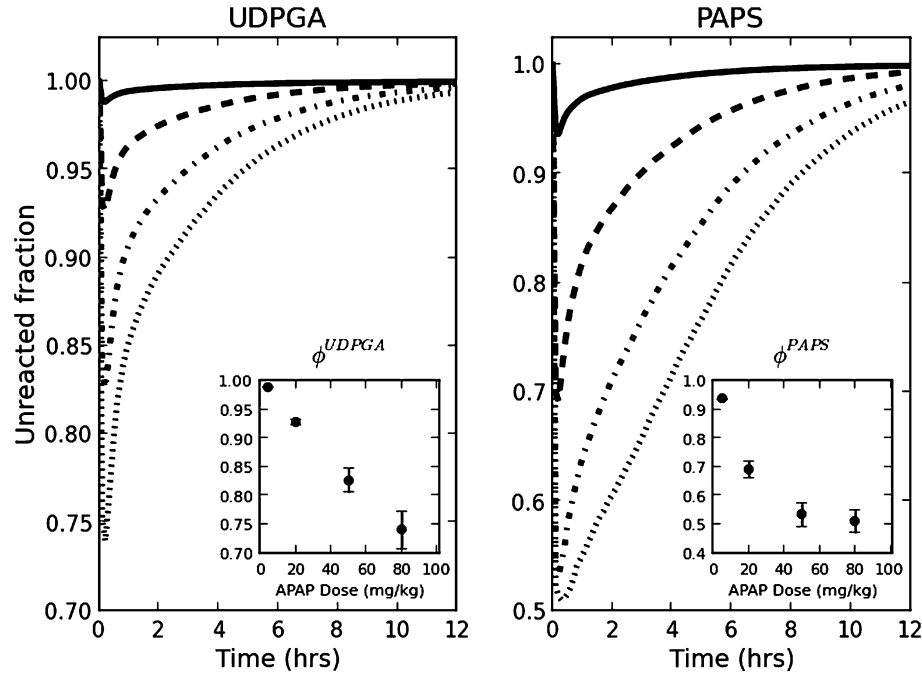 UDPGA
Unreacted fraction
1.00
0.95
0.90
0.85
0.80
0.75
0.70
0 2 4 6 8 10 12
Time (hrs)
ϕ^UDPGA
1.00
0.95
0.90
0.85
0.80
0.75
0.70
0 20 40 60 80 100
APAP Dose (mg/kg)
PAPS
1.0
0.9
0.8
0.7
0.6
0.5
0 2 4 6 8 10 12
Time (hrs)
ϕ^PAPS
1.0
0.9
0.8
0.7
0.6
0.5
0.4
0 20 40 60 80 100
APAP Dose (mg/kg)